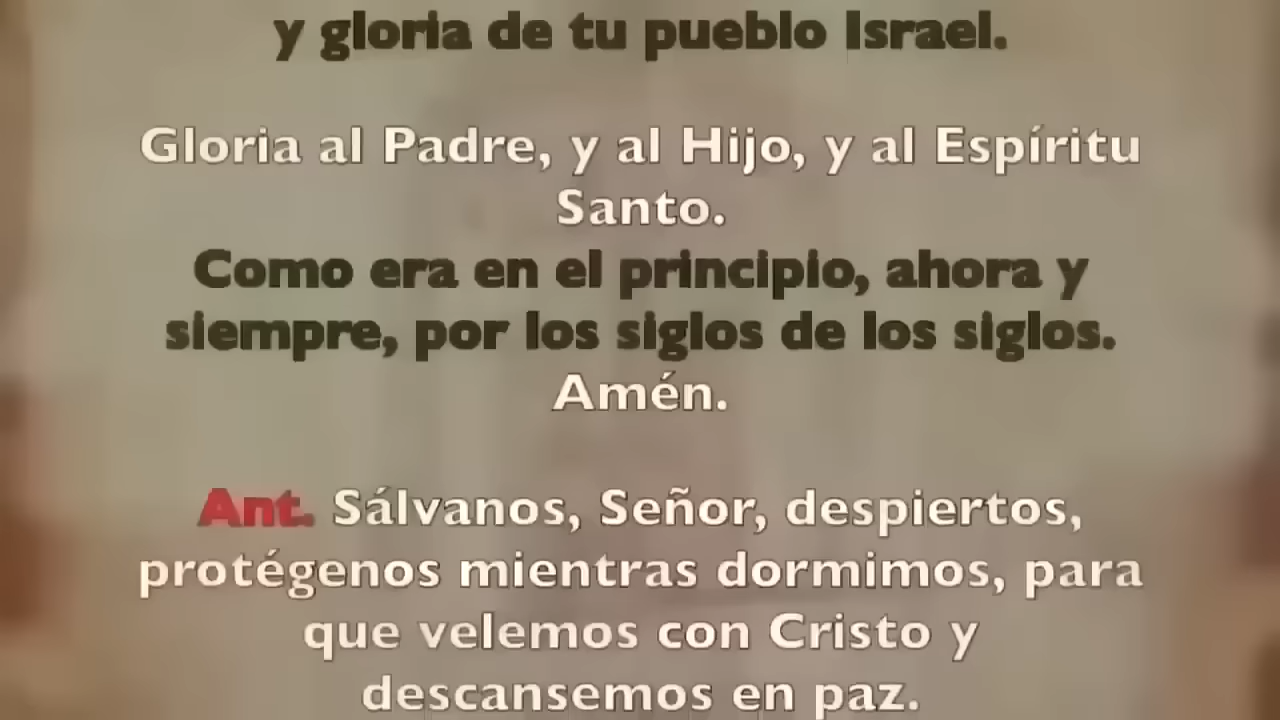 y gloria de tu pueblo Israel.
Gloria al Padre, y al Hijo, y al Espíritu
Santo.
Como era en el principio, ahora y
siempre, por los siglos de los siglos.
Amén.
Ant. Sálvanos, Señor, despiertos,
protégenos mientras dormimos, para
que velemos con Cristo y
descansemos en paz.